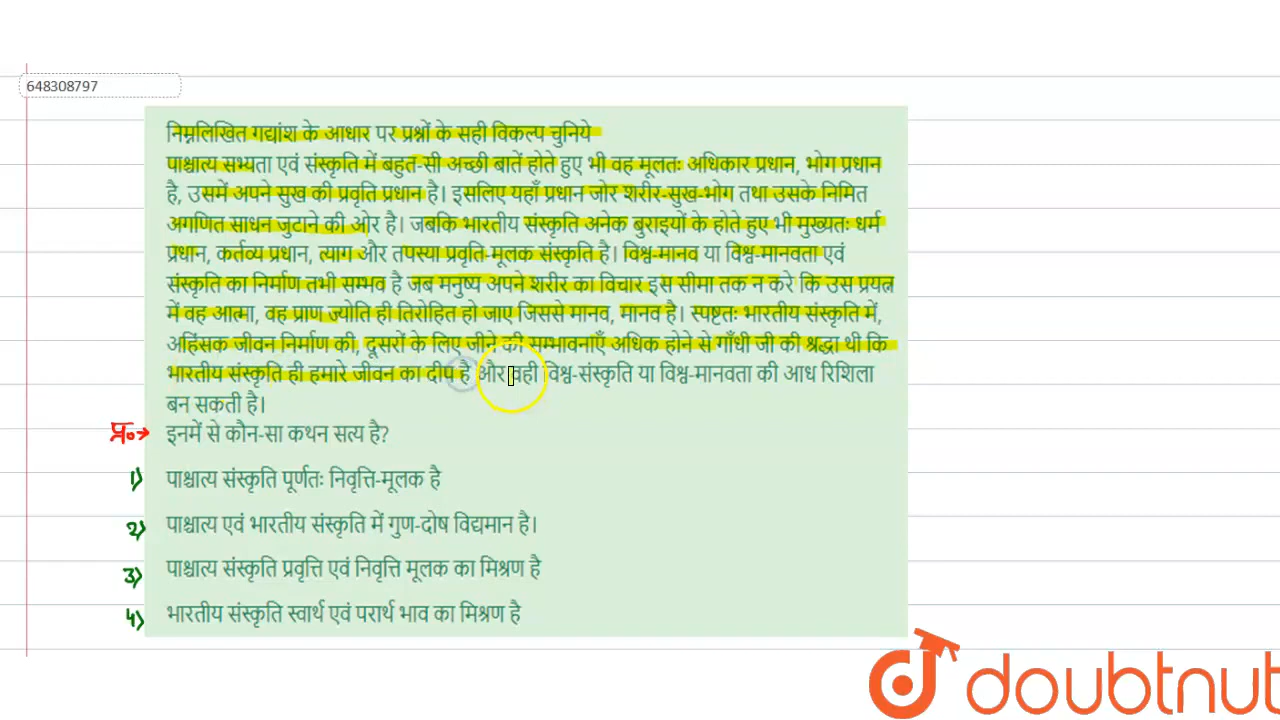 648308797
निम्नलिखित गद्यांश के आधार पर प्रश्नों के सही विकल्प चुनिये
पाश्चात्य सभ्यता एवं संस्कृति में बहुत-सी अच्छी बातें होते हुए भी वह मूलतः अधिकार प्रधान, भोग प्रधान
है, उसमें अपने सुख की प्रवृति प्रधान है। इसलिए यहाँ प्रधान जोर शरीर-सुख-भोग तथा उसके निमित
अगणित साधन जुटाने की ओर है। जबकि भारतीय संस्कृति अनेक बुराइयों के होते हुए भी मुख्यतः धर्म
प्रधान, कर्तव्य प्रधान, त्याग और तपस्या प्रवृति-मूलक संस्कृति है। विश्व-मानव या विश्व-मानवता एवं
संस्कृति का निर्माण तभी सम्भव है जब मनुष्य अपने शरीर का विचार इस सीमा तक न करे कि उस प्रयत्न
में वह आत्मा, वह प्राण ज्योति ही तिरोहित हो जाए जिससे मानव, मानव है। स्पष्टतः भारतीय संस्कृति में,
अहिंसक जीवन निर्माण की, दूसरों के लिए जीने की सम्भावनाएँ अधिक होने से गाँधी जी की श्रद्धा थी कि
भारतीय संस्कृति ही हमारे जीवन का दीप है और वही विश्व-संस्कृति या विश्व-मानवता की आध रिशिला
बन सकती है।
प्र०→ इनमें से कौन-सा कथन सत्य है?
1) पाश्चात्य संस्कृति पूर्णतः निवृत्ति-मूलक है
2) पाश्चात्य एवं भारतीय संस्कृति में गुण-दोष विद्यमान है।
3) पाश्चात्य संस्कृति प्रवृत्ति एवं निवृत्ति मूलक का मिश्रण है
4) भारतीय संस्कृति स्वार्थ एवं परार्थ भाव का मिश्रण है
doubtnut